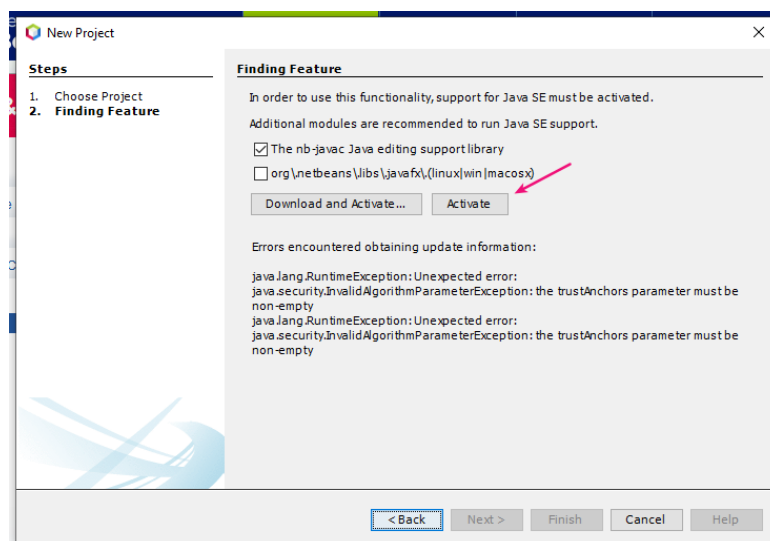 New Project
Steps
1. Choose Project
2. Finding Feature
Finding Feature
In order to use this functionality, support for Java SE must be activated.
Additional modules are recommended to run Java SE support.
The nb-javac Java editing support library
org\.netbeans\.libs\.javafx\.(linux|win|macosx)
Download and Activate...
Activate
Errors encountered obtaining update information:
java.lang.RuntimeException: Unexpected error:
java.security.InvalidAlgorithmParameterException: the trustAnchors parameter must be
non-empty
java.lang.RuntimeException: Unexpected error:
java.security.InvalidAlgorithmParameterException: the trustAnchors parameter must be
non-empty
< Back
Next >
Finish
Cancel
Help